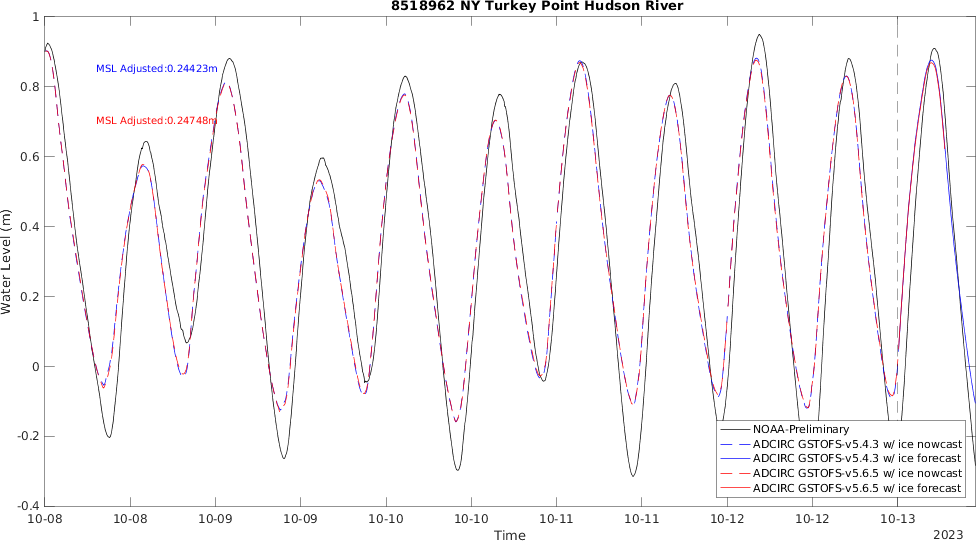 8518962 NY Turkey Point Hudson River
1
0.8
0.6
0.4
0.2
0
-0.2
-0.4
Water Level (m)
MSL Adjusted:0.24423m
MSL Adjusted:0.24748m
NOAA-Preliminary
ADCIRC GSTOFS-v5.4.3 w/ ice nowcast
ADCIRC GSTOFS-v5.4.3 w/ ice forecast
ADCIRC GSTOFS-v5.6.5 w/ ice nowcast
ADCIRC GSTOFS-v5.6.5 w/ ice forecast
10-08 10-08 10-09 10-09 10-10 10-10 10-11 10-11 10-12 10-12 10-13
Time
2023